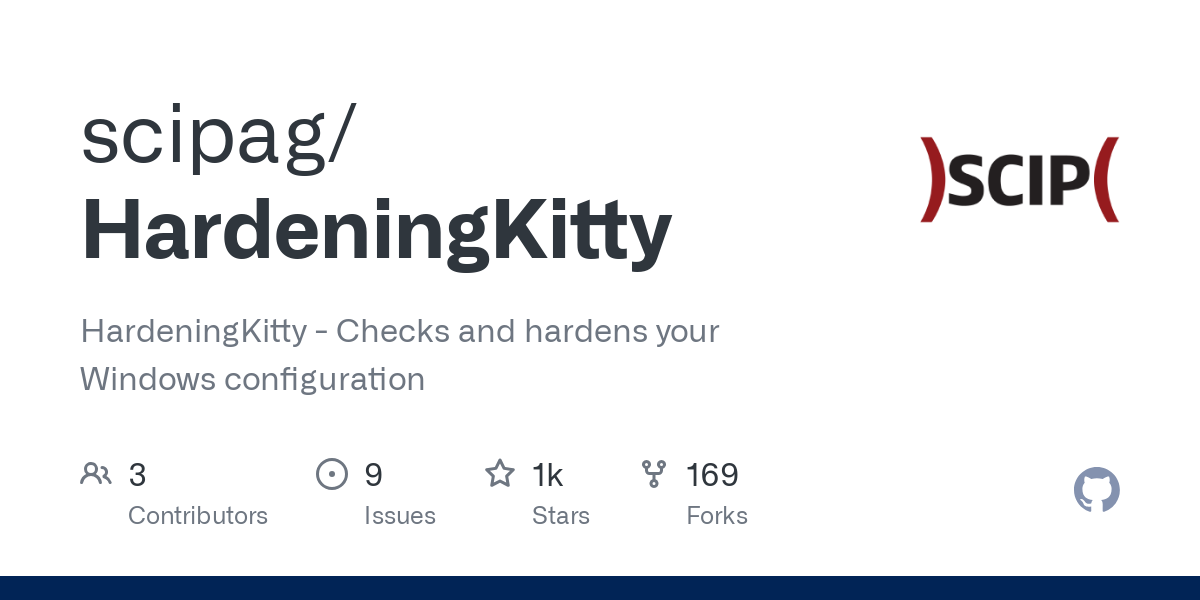 scipag/
HardeningKitty
)SCIP(
HardeningKitty - Checks and hardens your
Windows configuration
3
Contributors
9
Issues
1k
Stars
169
Forks